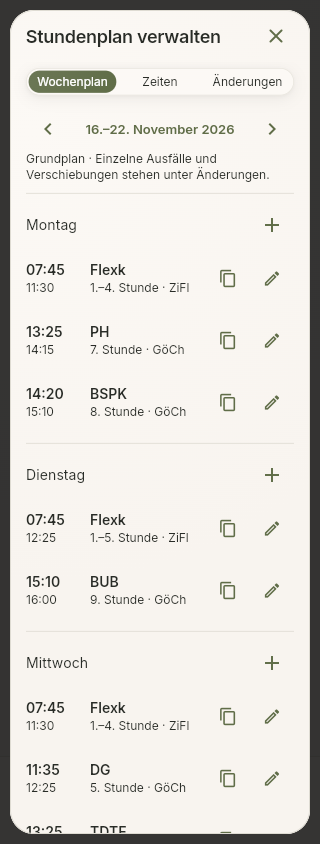 Stundenplan verwalten
Wochenplan Zeiten Änderungen
16.–22. November 2026
Grundplan · Einzelne Ausfälle und
Verschiebungen stehen unter Änderungen.
Montag
07:45 Flexk
11:30 1.–4. Stunde · ZiFl
13:25 PH
14:15 7. Stunde · GöCh
14:20 BSPK
15:10 8. Stunde · GöCh
Dienstag
07:45 Flexk
12:25 1.–5. Stunde · ZiFl
15:10 BUB
16:00 9. Stunde · GöCh
Mittwoch
07:45 Flexk
11:30 1.–4. Stunde · ZiFl
11:35 DG
12:25 5. Stunde · GöCh
13:25